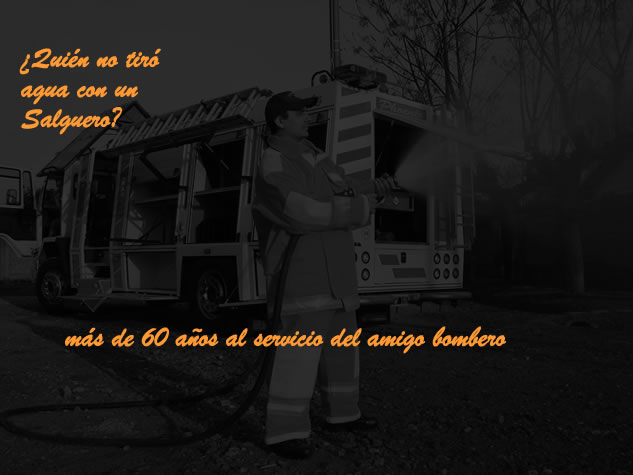 ¿Quién no tiró
agua con un
Salguero?
más de 60 años al servicio del amigo bombero